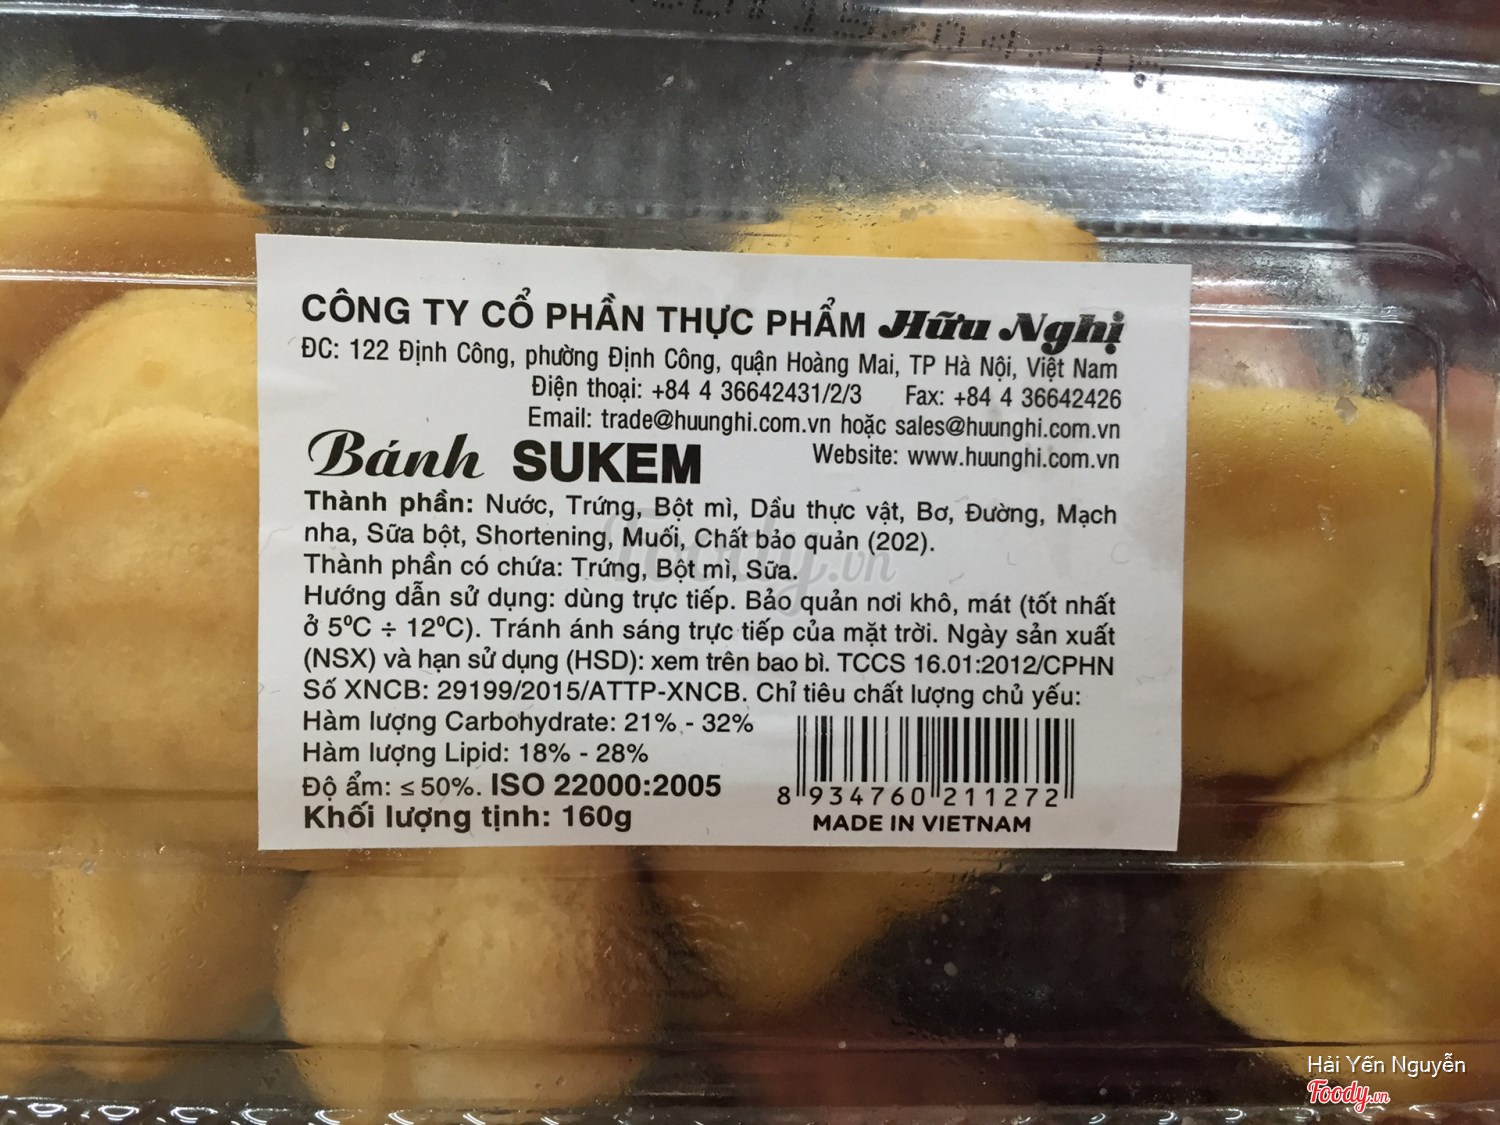 CÔNG TY CỔ PHẦN THỰC PHẨM Hữu Nghị
ĐC: 122 Định Công, phường Định Công, quận Hoàng Mai, TP Hà Nội, Việt Nam
Điện thoại: +84 4 36642431/2/3 Fax: +84 4 36642426
Email: trade@huunghi.com.vn hoặc sales@huunghi.com.vn
Bánh SUKEM Website: www.huunghi.com.vn
Thành phần: Nước, Trứng, Bột mì, Dầu thực vật, Bơ, Đường, Mạch
nha, Sữa bột, Shortening, Muối, Chất bảo quản (202).
Thành phần có chứa: Trứng, Bột mì, Sữa.
Hướng dẫn sử dụng: dùng trực tiếp. Bảo quản nơi khô, mát (tốt nhất
ở 5⁰C ÷ 12⁰C). Tránh ánh sáng trực tiếp của mặt trời. Ngày sản xuất
(NSX) và hạn sử dụng (HSD): xem trên bao bì. TCCS 16.01:2012/CPHN
Số XNCB: 29199/2015/ATTP-XNCB. Chỉ tiêu chất lượng chủ yếu:
Hàm lượng Carbohydrate: 21% - 32%
Hàm lượng Lipid: 18% - 28%
Độ ẩm: ≤ 50%. ISO 22000:2005
Khối lượng tịnh: 160g
8 934760 211272
MADE IN VIETNAM
Foody.vn
Hải Yến Nguyễn
Foody.vn